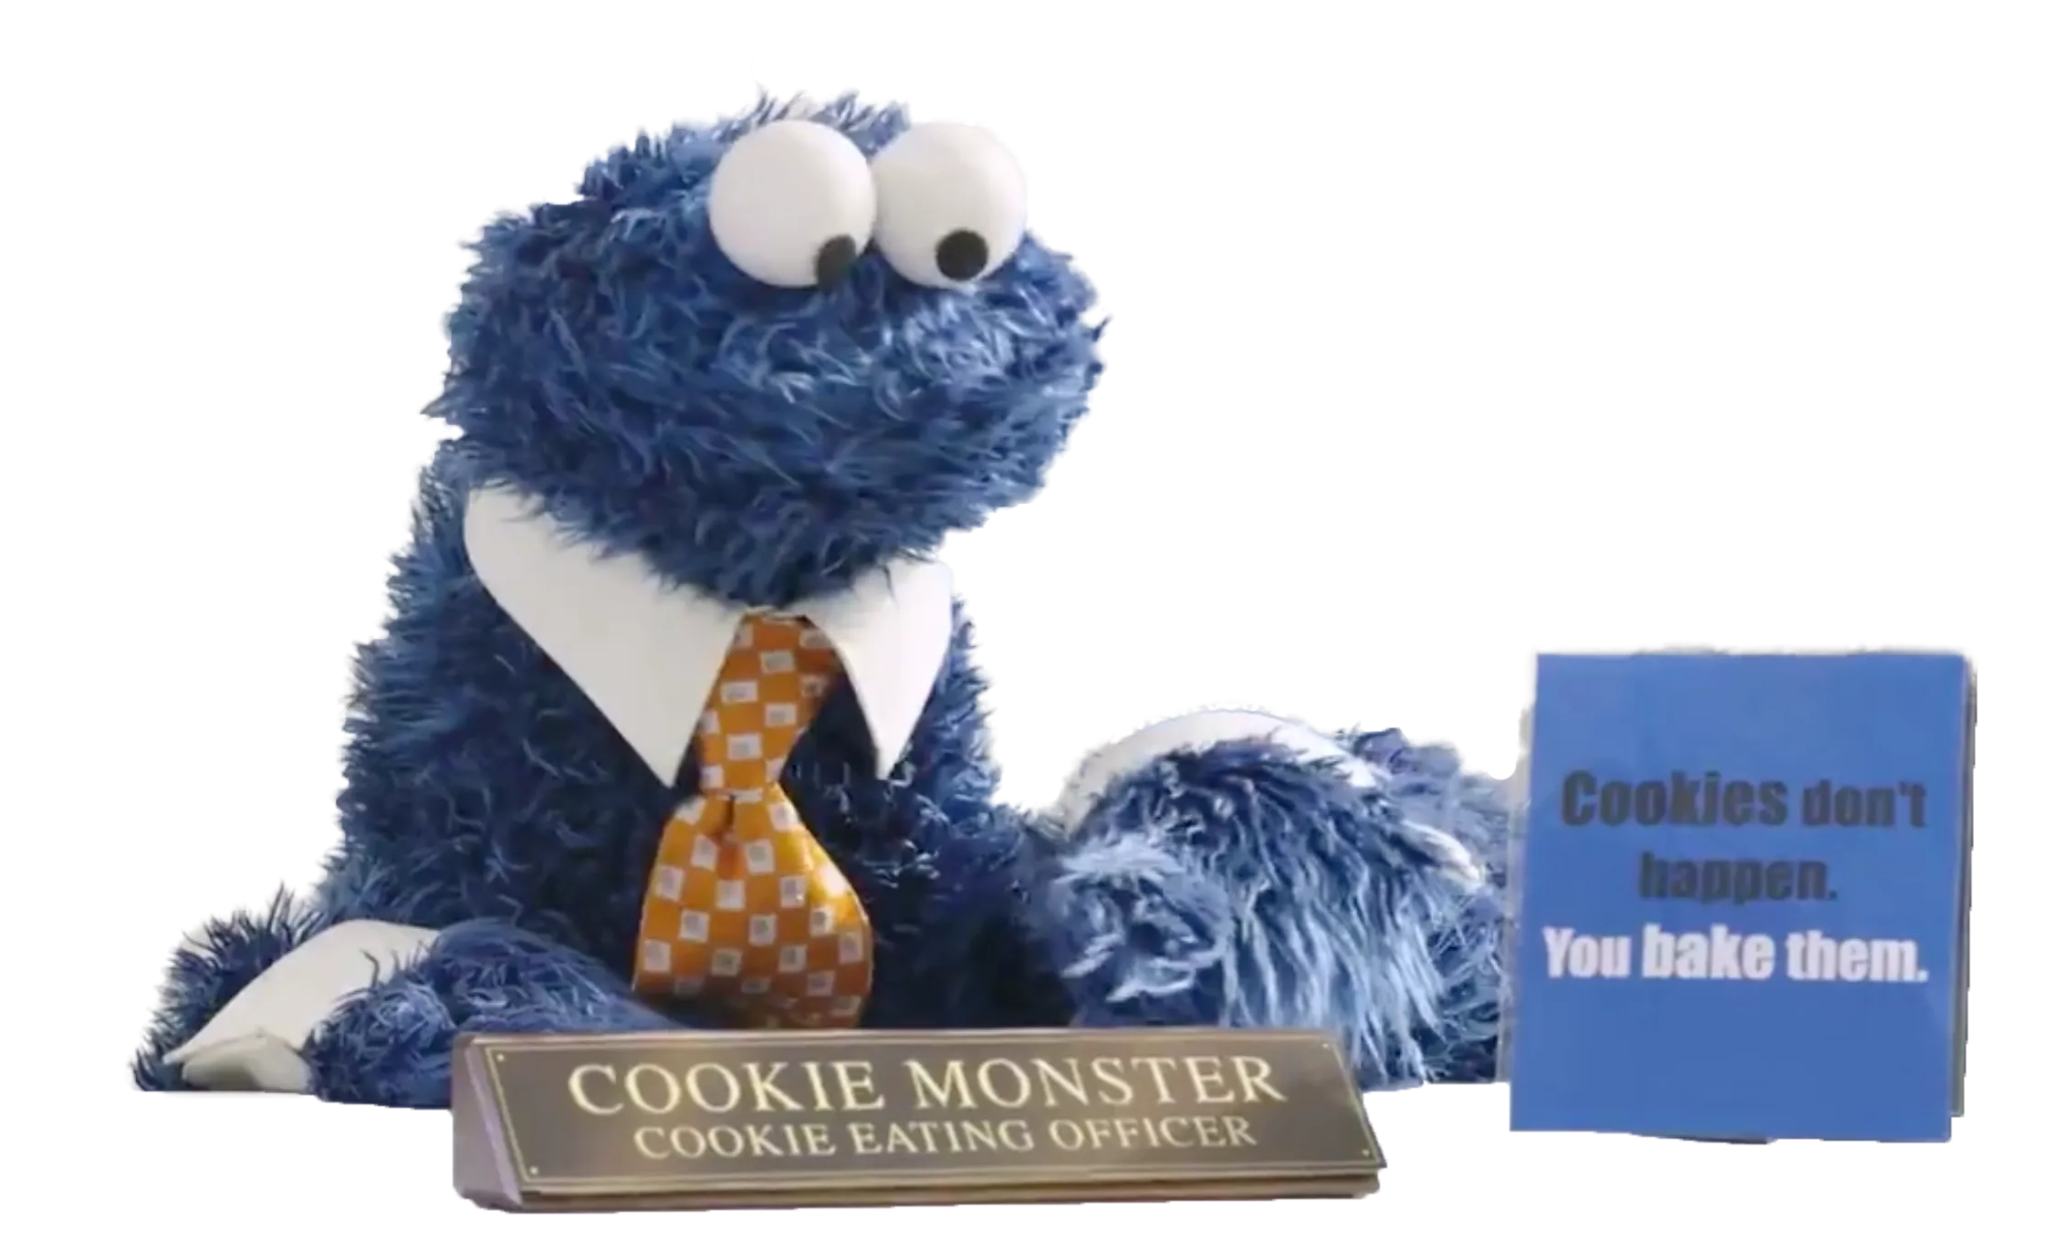 COOKIE MONSTER
COOKIE EATING OFFICER
Cookies don't
happen.
You bake them.